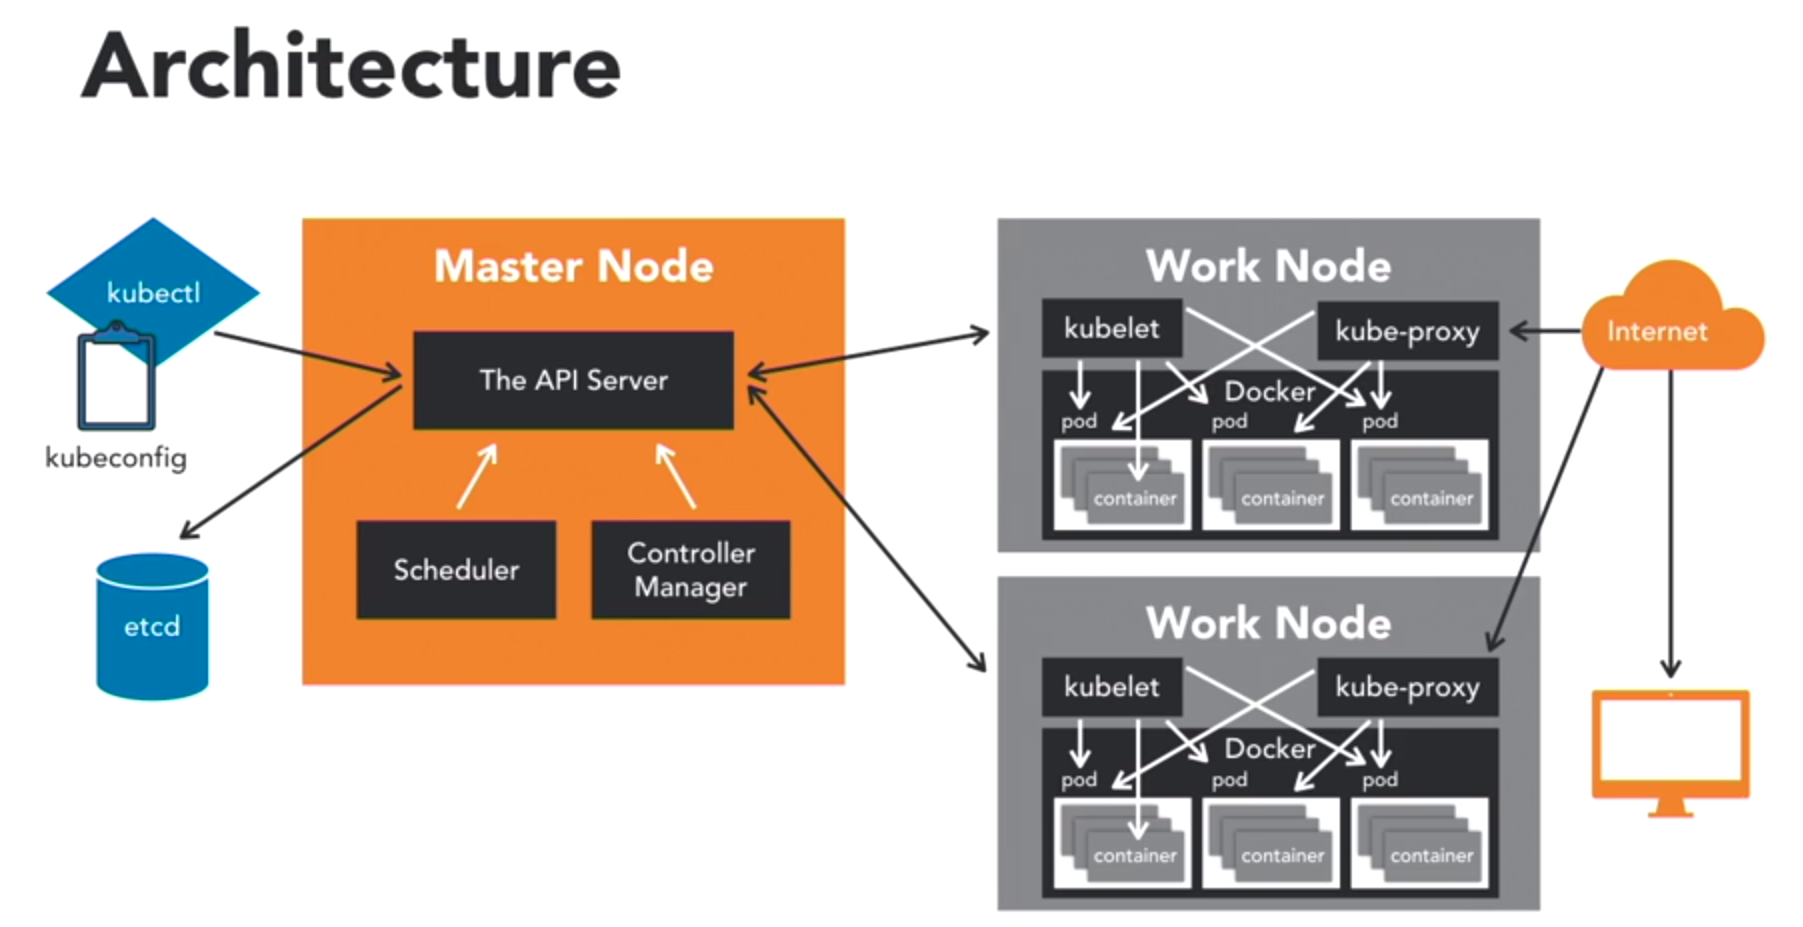 Architecture
kubectl
kubeconfig
etcd
Master Node
The API Server
Scheduler
Controller
Manager
Work Node
kubelet
kube-proxy
Docker
pod
pod
pod
container
container
container
Work Node
kubelet
kube-proxy
Docker
pod
pod
pod
container
container
container
Internet